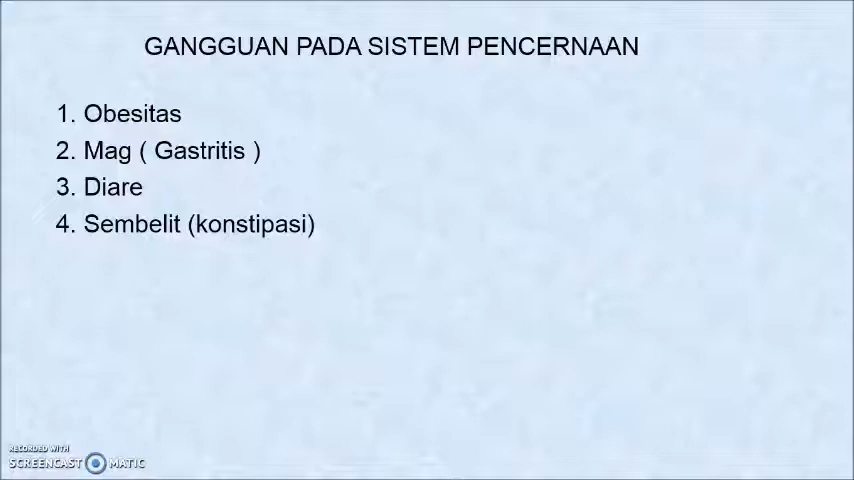 GANGGUAN PADA SISTEM PENCERNAAN
1. Obesitas
2. Mag ( Gastritis )
3. Diare
4. Sembelit (konstipasi)
RECORDED WITH
SCREENCAST MATIC